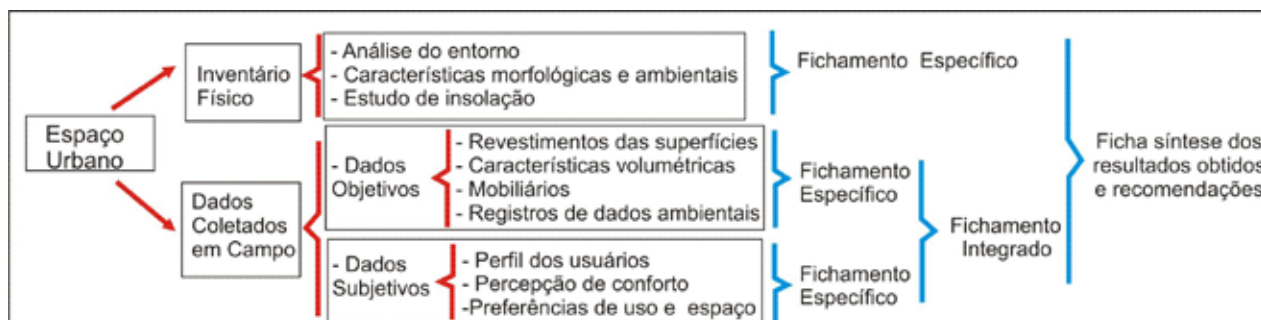 Espaço
Urbano
Inventário
Físico
- Análise do entorno
- Características morfológicas e ambientais
- Estudo de insolação
Fichamento Específico
Dados
Coletados
em Campo
- Dados
Objetivos
- Revestimentos das superfícies
- Características volumétricas
- Mobiliários
- Registros de dados ambientais
Fichamento
Específico
- Dados
Subjetivos
- Perfil dos usuários
- Percepção de conforto
-Preferências de uso e espaço
Fichamento
Específico
Fichamento
Integrado
Ficha síntese dos
resultados obtidos
e recomendações